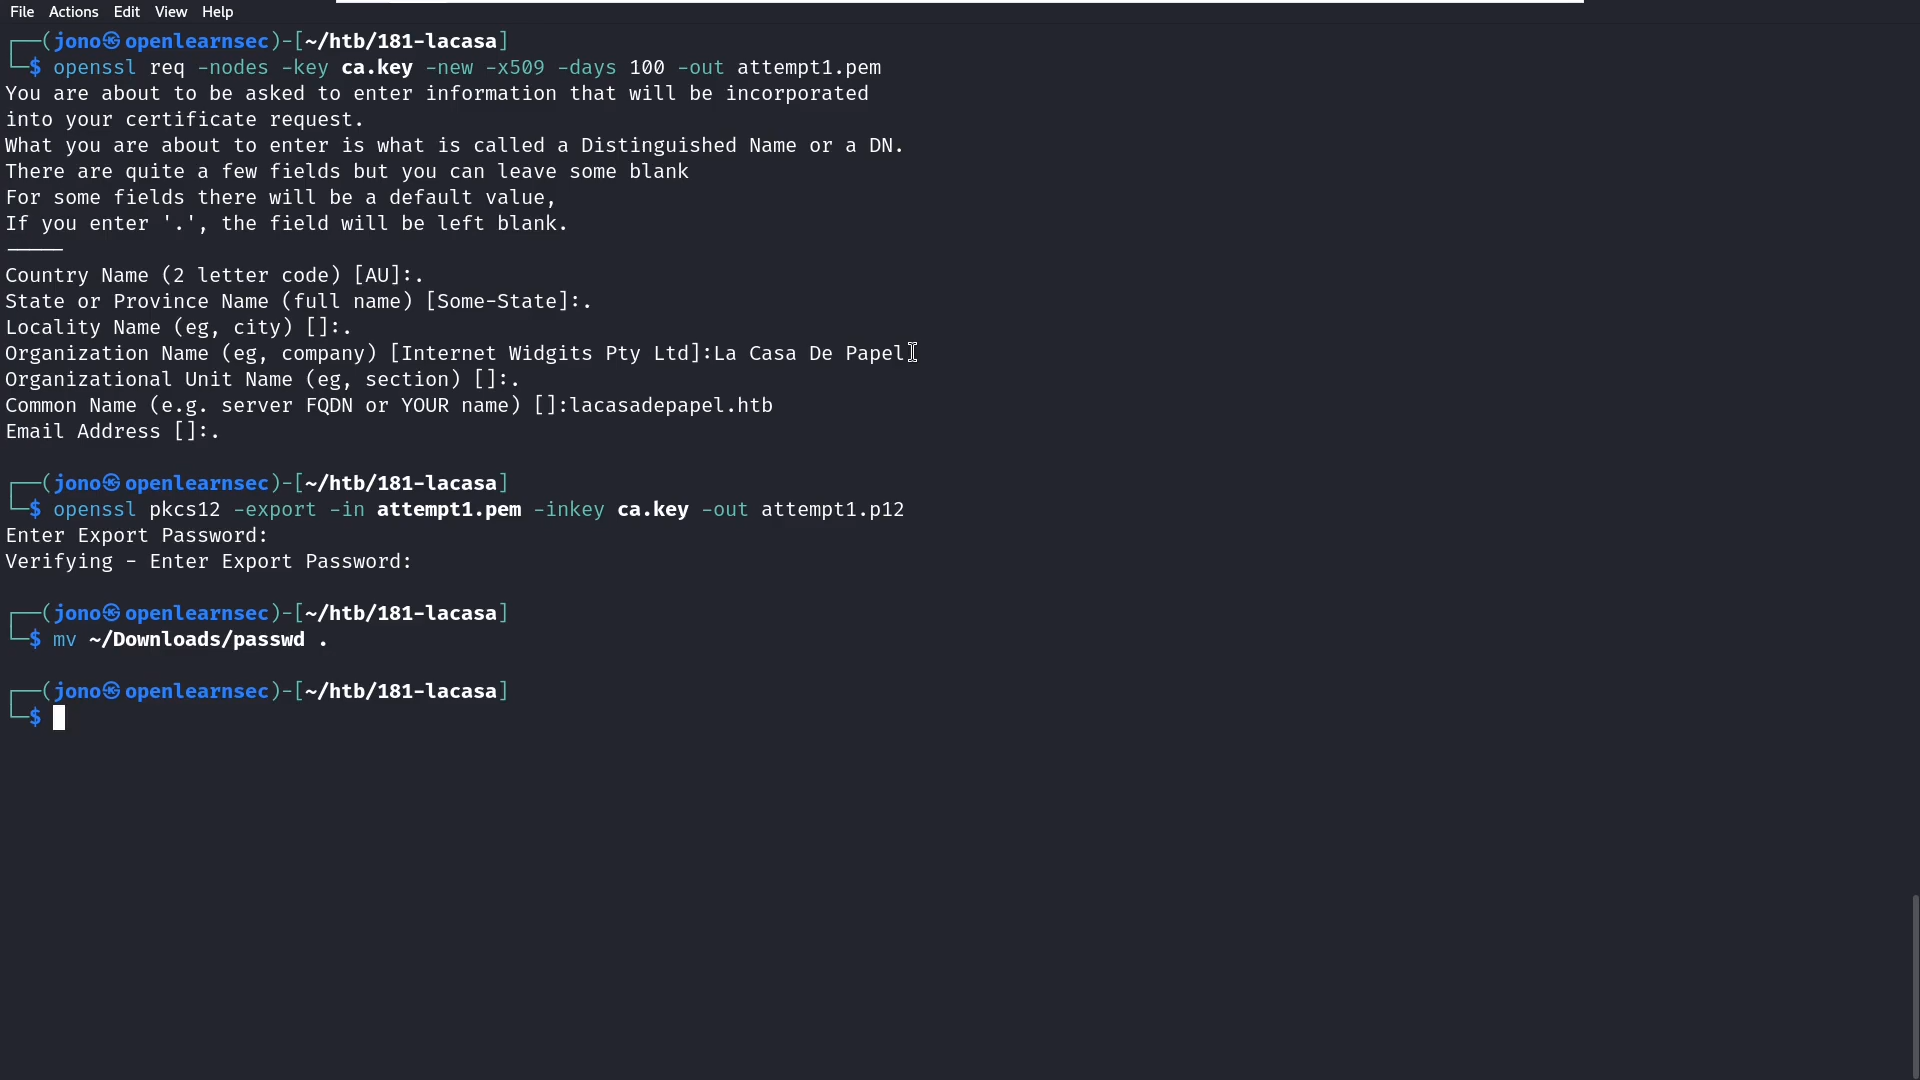 File Actions Edit View Help
┌──(jono㉿openlearnsec)-[~/htb/181-lacasa]
└─$ openssl req -nodes -key ca.key -new -x509 -days 100 -out attempt1.pem
You are about to be asked to enter information that will be incorporated
into your certificate request.
What you are about to enter is what is called a Distinguished Name or a DN.
There are quite a few fields but you can leave some blank
For some fields there will be a default value,
If you enter '.', the field will be left blank.
-----
Country Name (2 letter code) [AU]:.
State or Province Name (full name) [Some-State]:.
Locality Name (eg, city) []:.
Organization Name (eg, company) [Internet Widgits Pty Ltd]:La Casa De Papel
Organizational Unit Name (eg, section) []:.
Common Name (e.g. server FQDN or YOUR name) []:lacasadepapel.htb
Email Address []:.
┌──(jono㉿openlearnsec)-[~/htb/181-lacasa]
└─$ openssl pkcs12 -export -in attempt1.pem -inkey ca.key -out attempt1.p12
Enter Export Password:
Verifying - Enter Export Password:
┌──(jono㉿openlearnsec)-[~/htb/181-lacasa]
└─$ mv ~/Downloads/passwd .
┌──(jono㉿openlearnsec)-[~/htb/181-lacasa]
└─$